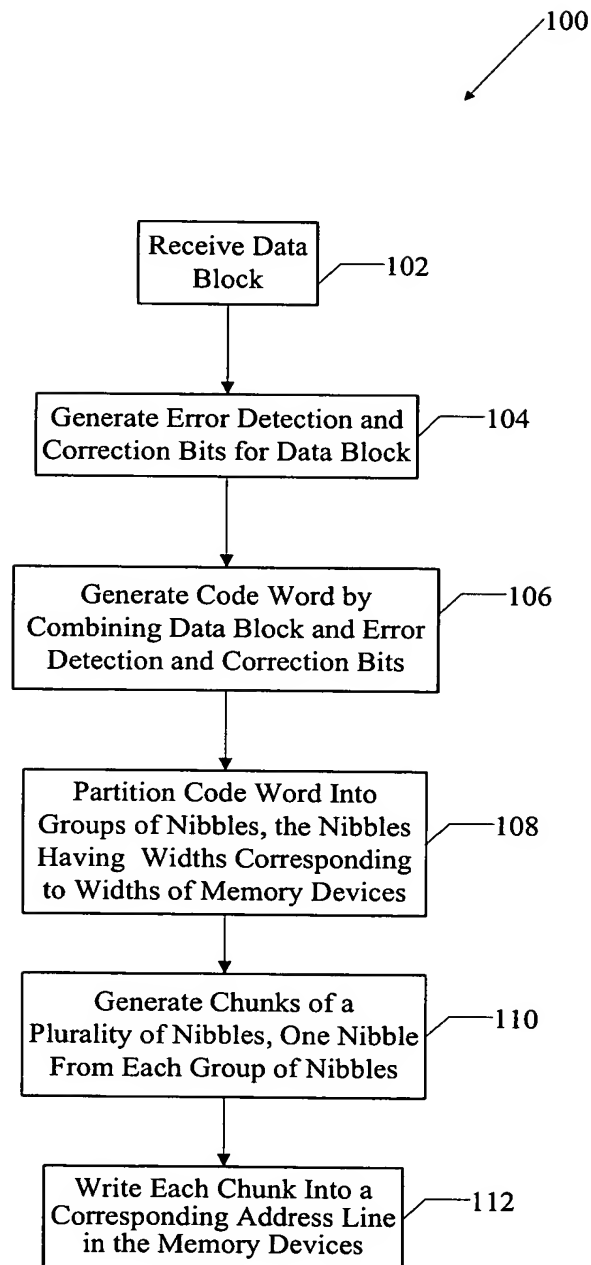 100
Receive Data
Block
102
Generate Error Detection and
Correction Bits for Data Block
104
Generate Code Word by
Combining Data Block and Error
Detection and Correction Bits
106
Partition Code Word Into
Groups of Nibbles, the Nibbles
Having Widths Corresponding
to Widths of Memory Devices
108
Generate Chunks of a
Plurality of Nibbles, One Nibble
From Each Group of Nibbles
110
Write Each Chunk Into a
Corresponding Address Line
in the Memory Devices
112